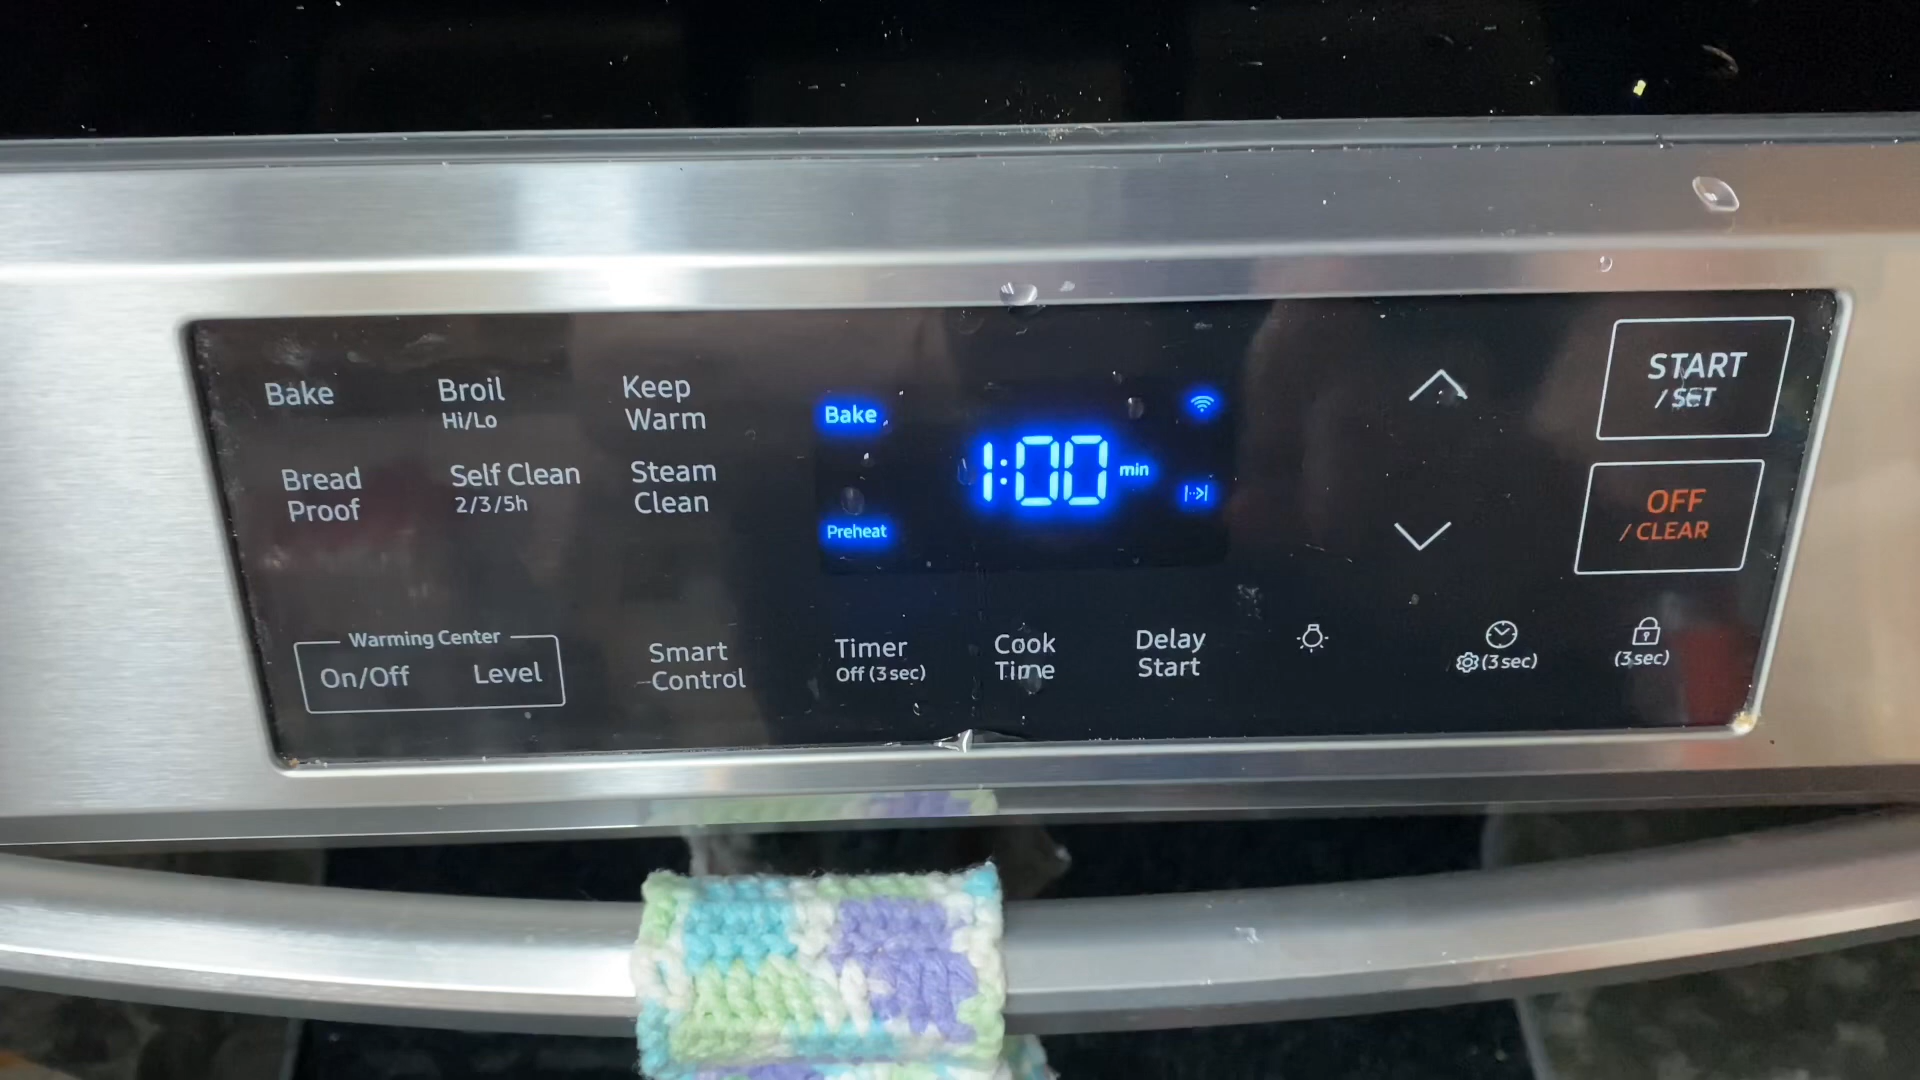 Bake
Broil
Hi/Lo
Keep
Warm
Bread
Proof
Self Clean
2/3/5h
Steam
Clean
Bake
1:00 min
Preheat
START
/ SET
OFF
/ CLEAR
Warming Center
On/Off Level
Smart
Control
Timer
Off (3 sec)
Cook
Time
Delay
Start
(3 sec)
(3 sec)